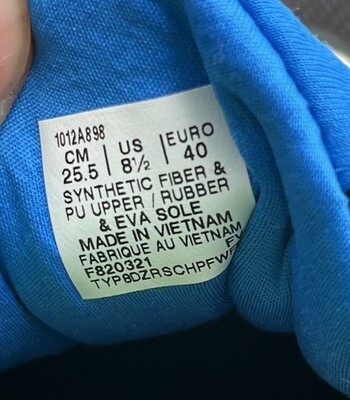 1012A898
CM | US | EURO
25.5 | 8½ | 40
SYNTHETIC FIBER &
PU UPPER / RUBBER
& EVA SOLE
MADE IN VIETNAM
FABRIQUE AU VIETNAM
F820321